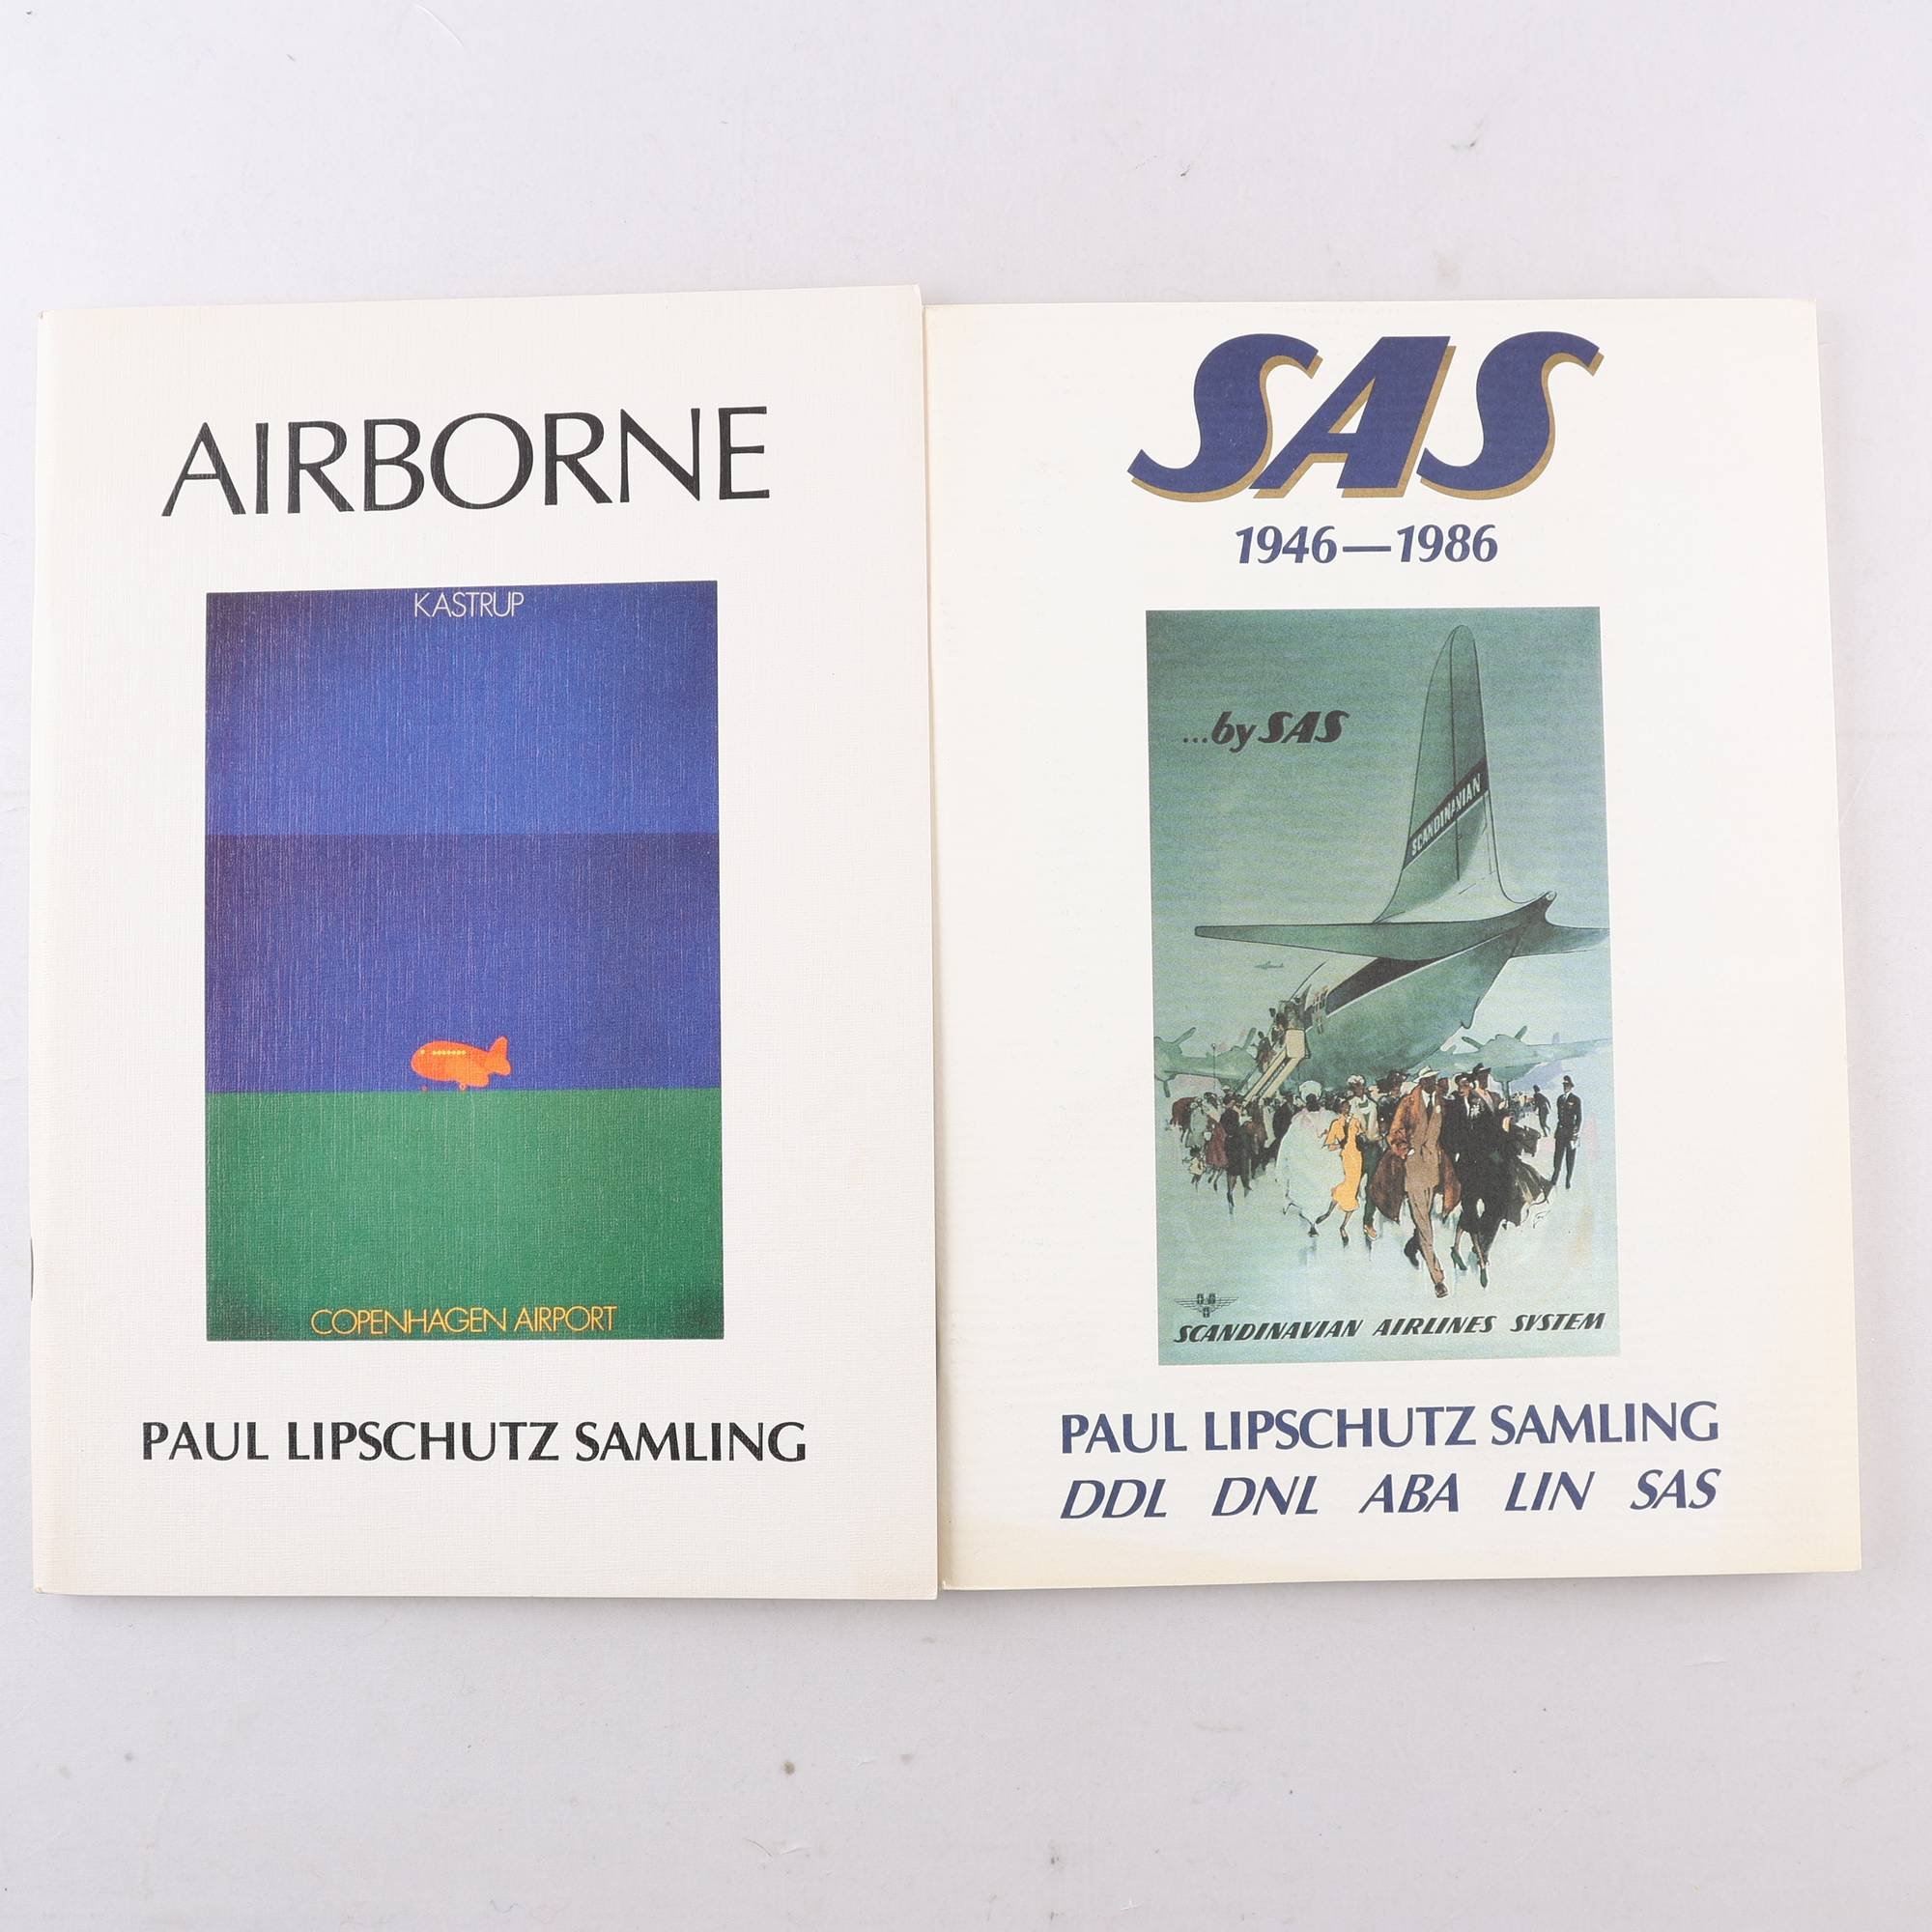 AIRBORNE
KASTRUP
COPENHAGEN AIRPORT
PAUL LIPSCHUTZ SAMLING
SAS
1946—1986
...by SAS
SCANDINAVIAN
SCANDINAVIAN AIRLINES SYSTEM
PAUL LIPSCHUTZ SAMLING
DDL DNL ABA LIN SAS